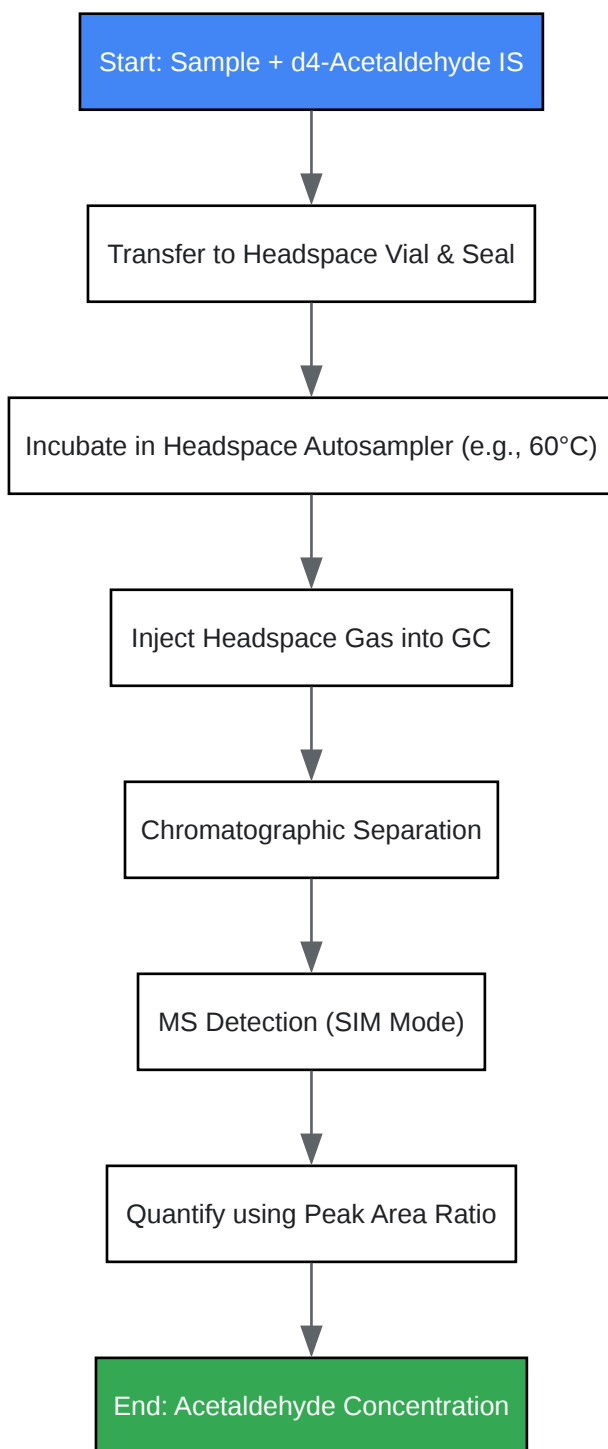 Start: Sample + d4-Acetaldehyde IS
Transfer to Headspace Vial & Seal
Incubate in Headspace Autosampler (e.g., 60°C)
Inject Headspace Gas into GC
Chromatographic Separation
MS Detection (SIM Mode)
Quantify using Peak Area Ratio
End: Acetaldehyde Concentration